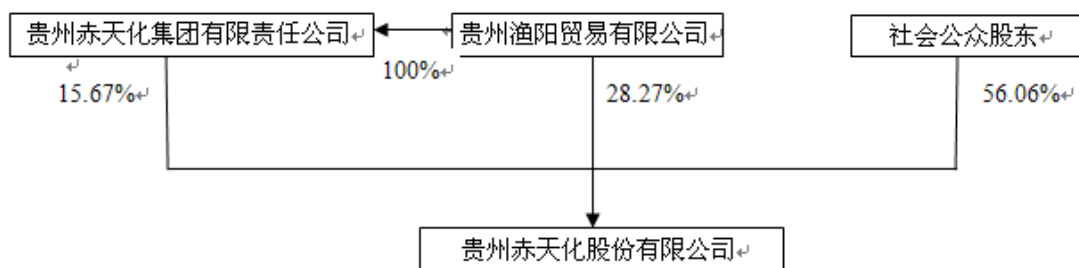 贵州赤天化集团有限责任公司
贵州渔阳贸易有限公司
社会公众股东
100%
15.67%
28.27%
56.06%
贵州赤天化股份有限公司